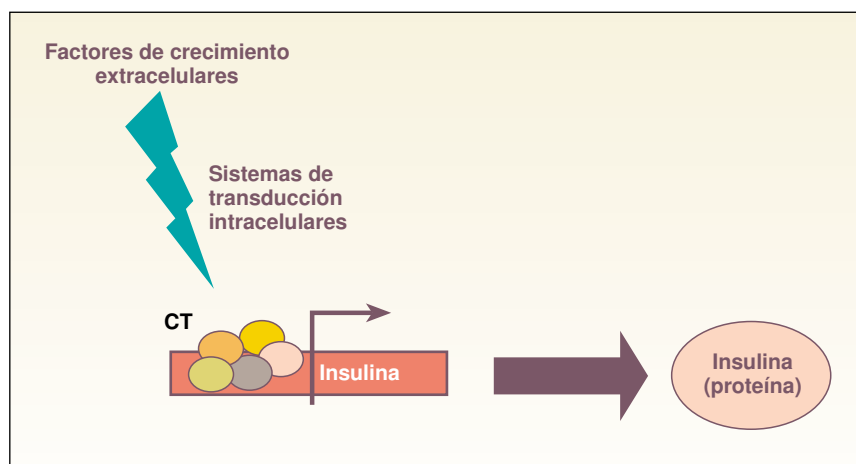 Factores de crecimiento
extracelulares
Sistemas de
transducción
intracelulares
CT
Insulina
Insulina
(proteína)